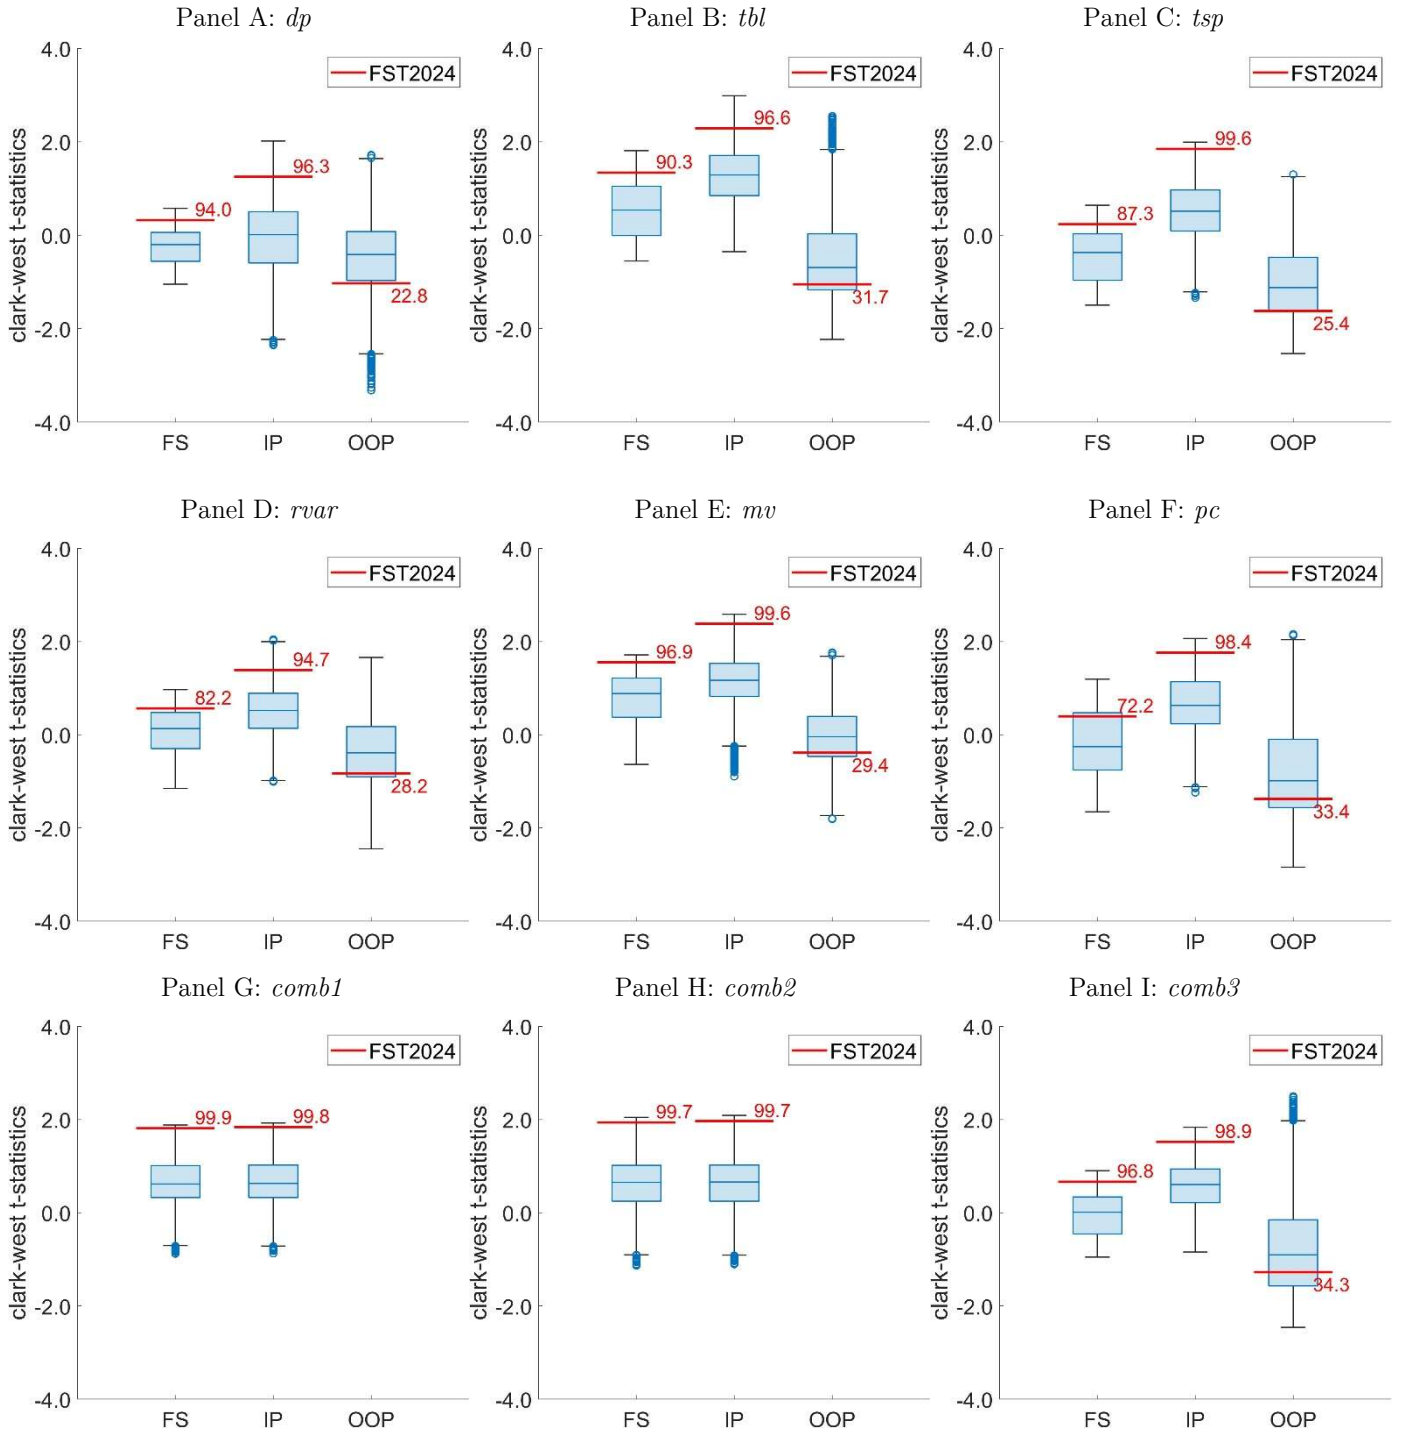 Panel A: dp
4.0
2.0
0.0
-2.0
-4.0
clark-west t-statistics
FST2024
94.0
96.3
22.8
FS IP OOP
Panel B: tbl
4.0
2.0
0.0
-2.0
-4.0
clark-west t-statistics
FST2024
90.3
96.6
31.7
FS IP OOP
Panel C: tsp
4.0
2.0
0.0
-2.0
-4.0
clark-west t-statistics
FST2024
87.3
99.6
25.4
FS IP OOP
Panel D: rvar
4.0
2.0
0.0
-2.0
-4.0
clark-west t-statistics
FST2024
82.2
94.7
28.2
FS IP OOP
Panel E: mv
4.0
2.0
0.0
-2.0
-4.0
clark-west t-statistics
FST2024
96.9
99.6
29.4
FS IP OOP
Panel F: pc
4.0
2.0
0.0
-2.0
-4.0
clark-west t-statistics
FST2024
72.2
98.4
33.4
FS IP OOP
Panel G: comb1
4.0
2.0
0.0
-2.0
-4.0
clark-west t-statistics
FST2024
99.9
99.8
FS IP OOP
Panel H: comb2
4.0
2.0
0.0
-2.0
-4.0
clark-west t-statistics
FST2024
99.7
99.7
FS IP OOP
Panel I: comb3
4.0
2.0
0.0
-2.0
-4.0
clark-west t-statistics
FST2024
96.8
98.9
34.3
FS IP OOP